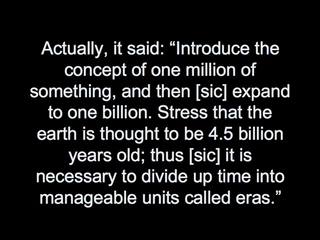 Actually, it said: “Introduce the
concept of one million of
something, and then [sic] expand
to one billion. Stress that the
earth is thought to be 4.5 billion
years old; thus [sic] it is
necessary to divide up time into
manageable units called eras.”